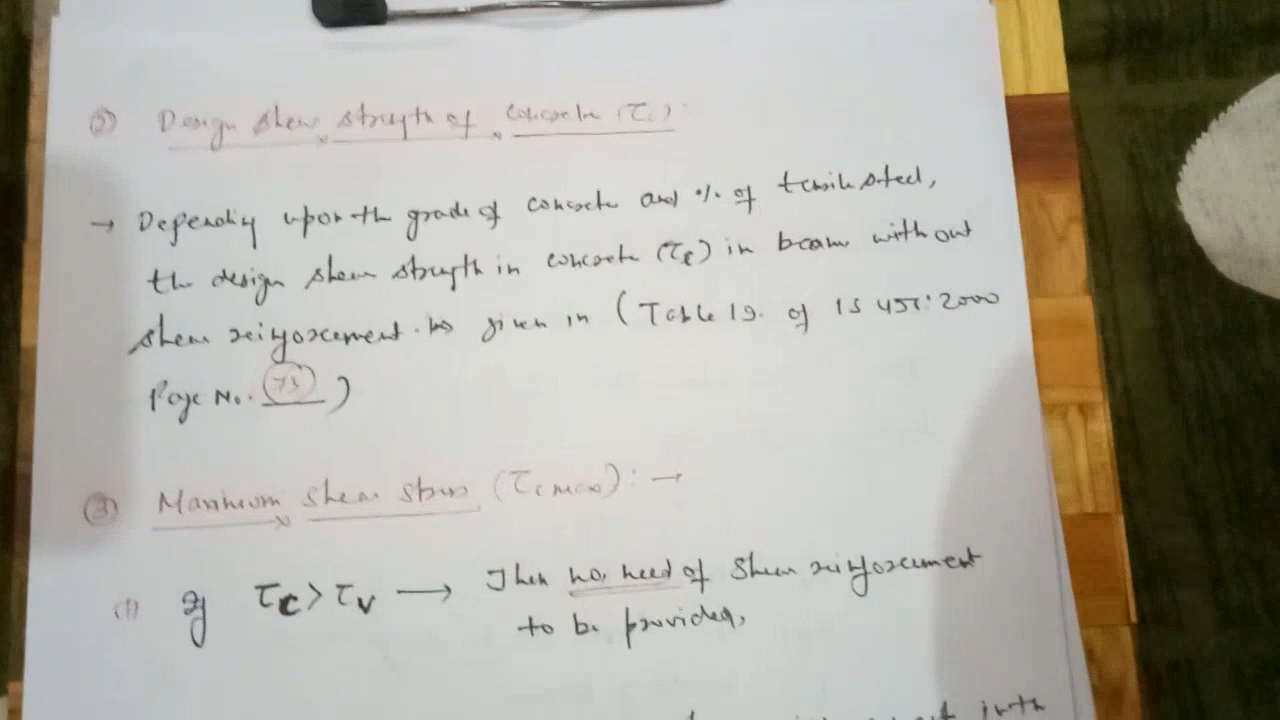 ② Design shear strength of concrete (τc):
→ Depending upon the grade of concrete and % of tensile steel,
the design shear strength in concrete (τc) in beam without
shear reinforcement is given in (Table 19. of IS 456:2000
Page No. 73)
③ Maximum shear stress (τcmax): →
(1) If τc > τv → Then no need of shear reinforcement
to be provided,